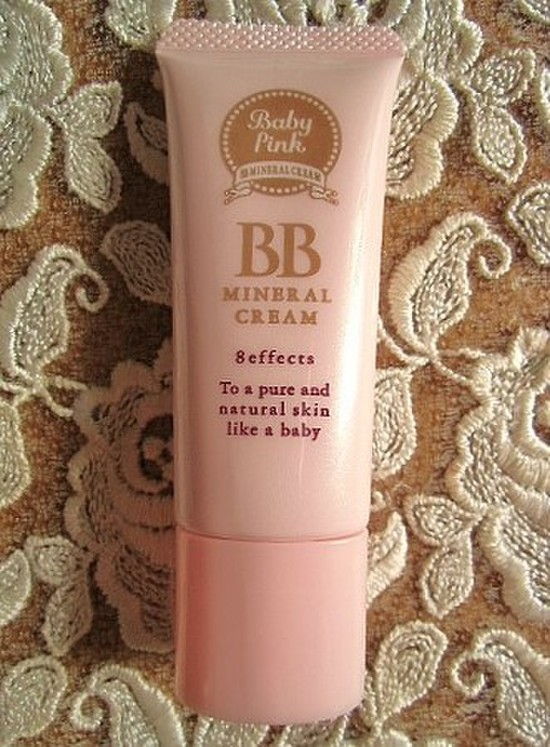 Baby
Pink
BB MINERAL CREAM
BB
MINERAL
CREAM
8effects
To a pure and
natural skin
like a baby